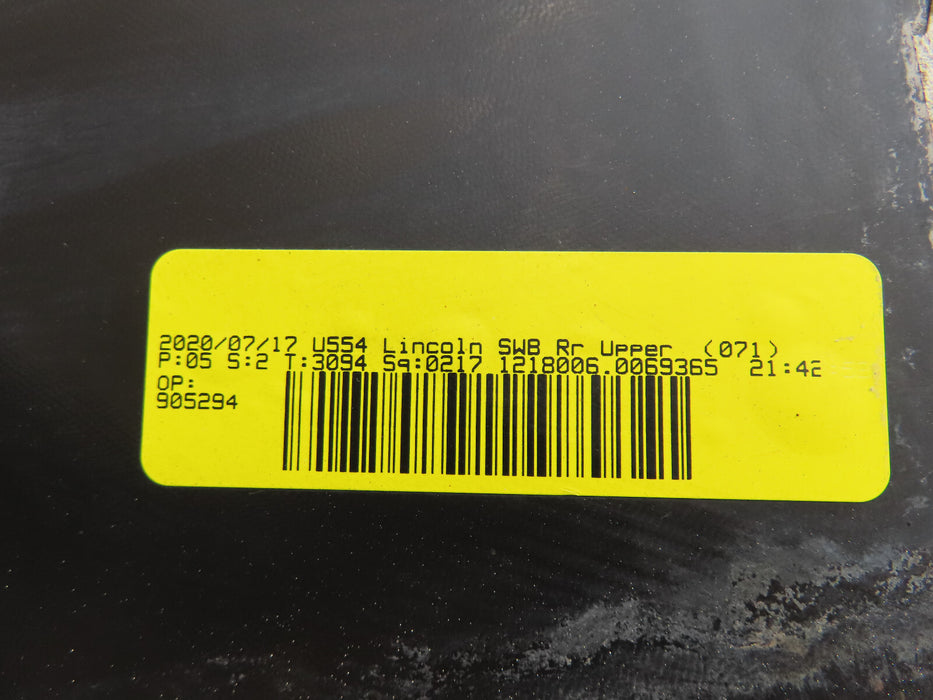 2020/07/17 U554 Lincoln SWB Rr Upper (071)
P:05 S:2 T:3094 Sq:0217 1218006.0069365 21:42
OP:
905294